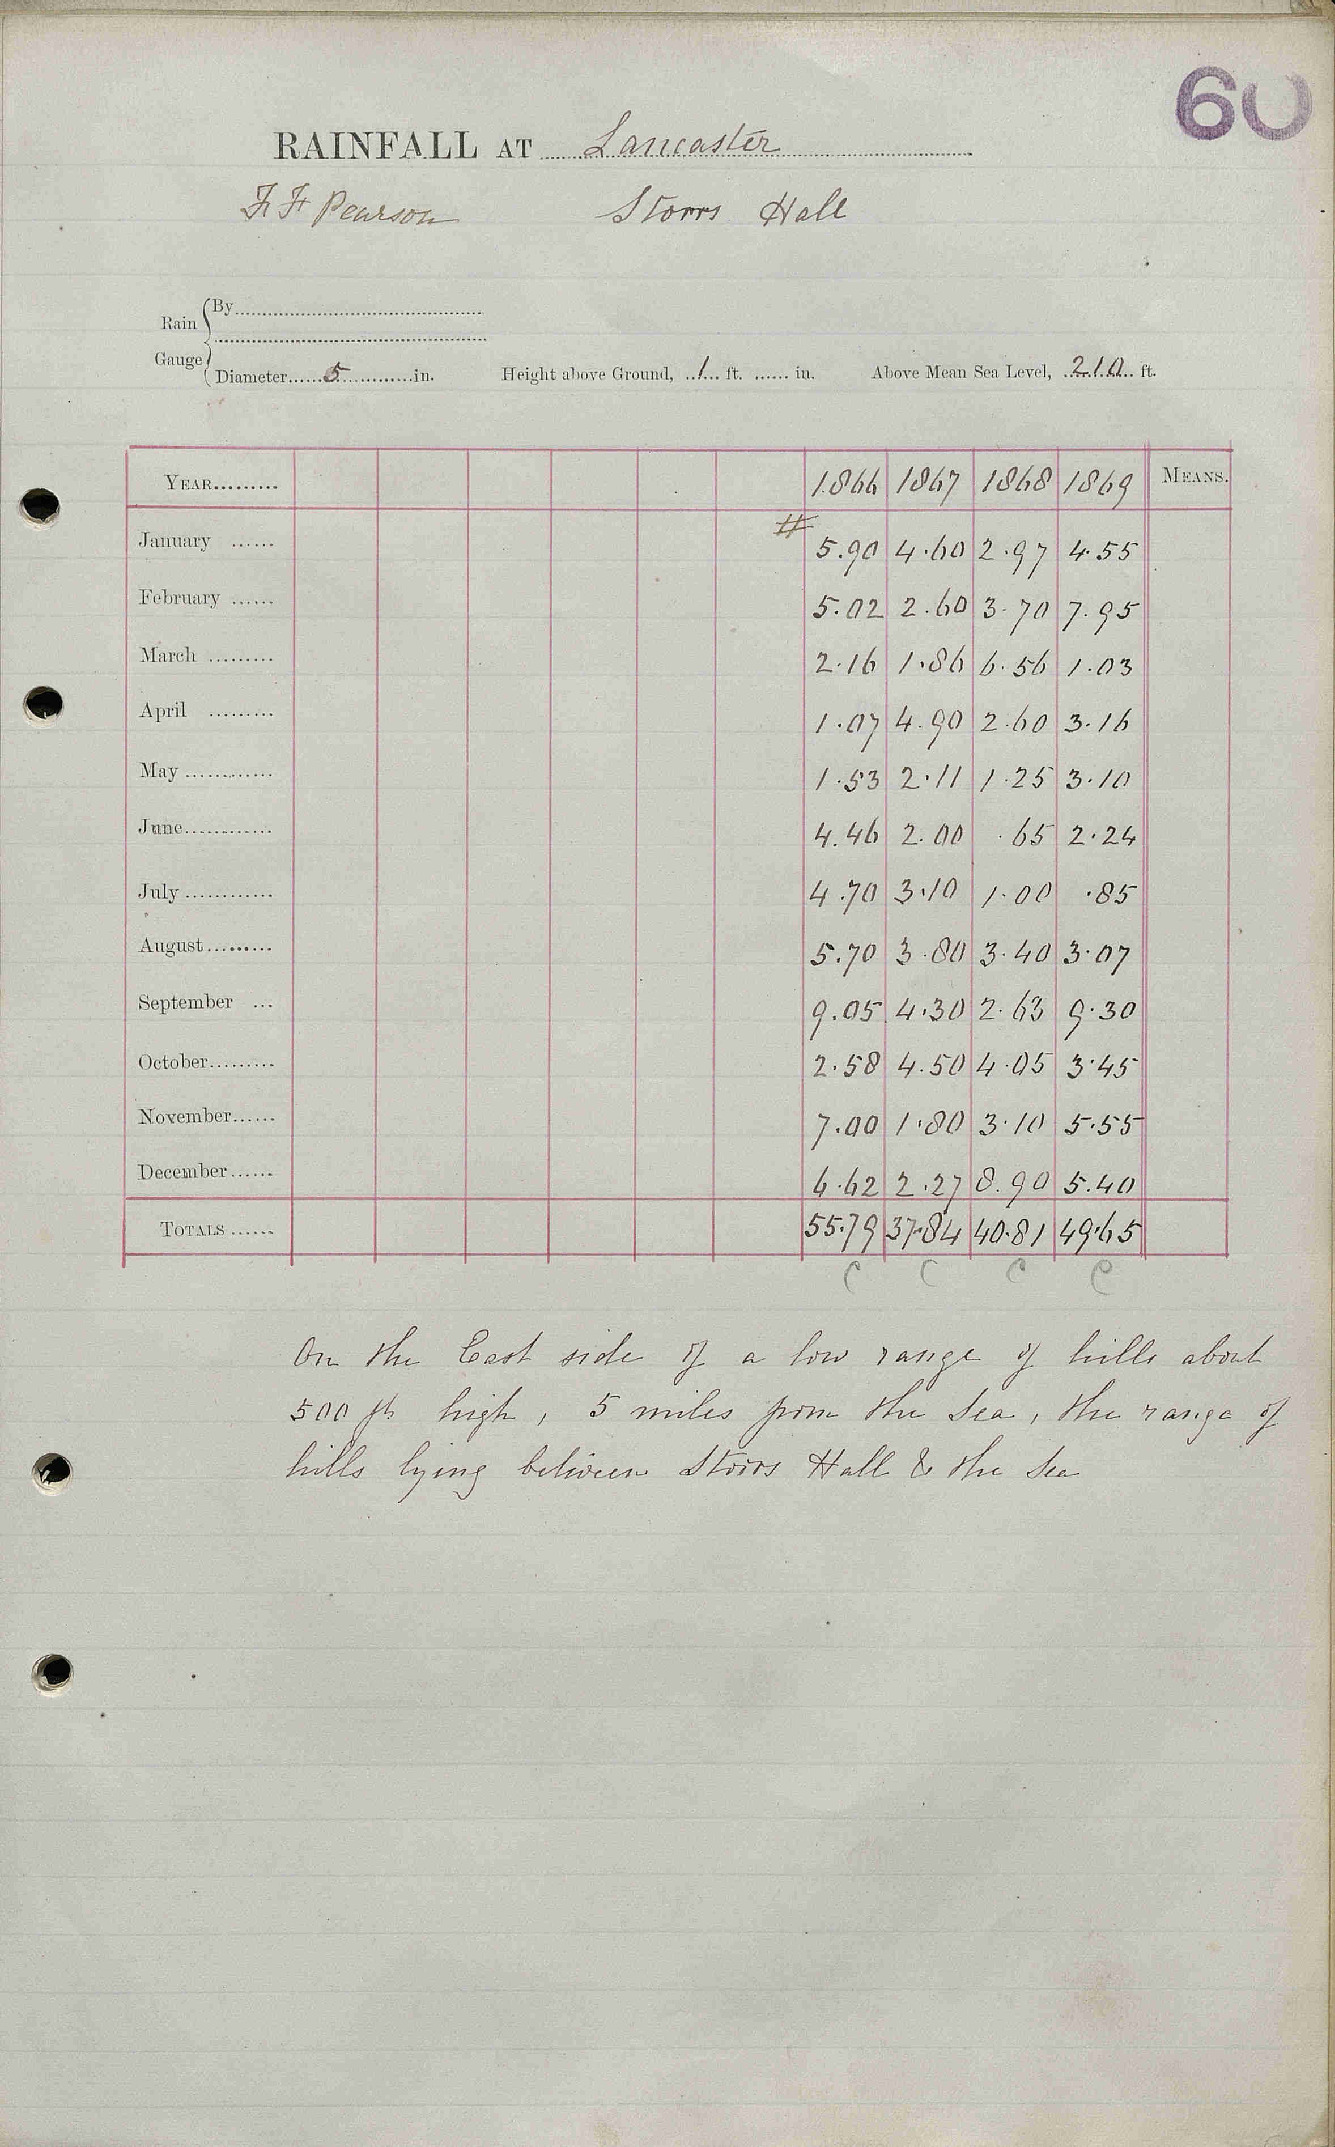 60
RAINFALL AT Lancaster
F F Pearson Storrs Hall
Rain Gauge
By
Diameter 5 in. Height above Ground, 1 ft. in. Above Mean Sea Level, 210 ft.
YEAR 1866 1867 1868 1869 MEANS.
#
January 5.90 4.60 2.97 4.55
February 5.02 2.60 3.70 7.95
March 2.16 1.86 6.56 1.03
April 1.07 4.90 2.60 3.16
May 1.53 2.11 1.25 3.10
June 4.46 2.00 .65 2.24
July 4.70 3.10 1.00 .85
August 5.70 3.80 3.40 3.07
September 9.05 4.30 2.63 9.30
October 2.58 4.50 4.05 3.45
November 7.00 1.80 3.10 5.55
December 6.62 2.27 8.90 5.40
TOTALS 55.79 37.84 40.81 49.65
C C C C
On the East side of a low range of hills about
500 ft high, 5 miles from the Sea, the range of
hills lying between Storrs Hall & the Sea